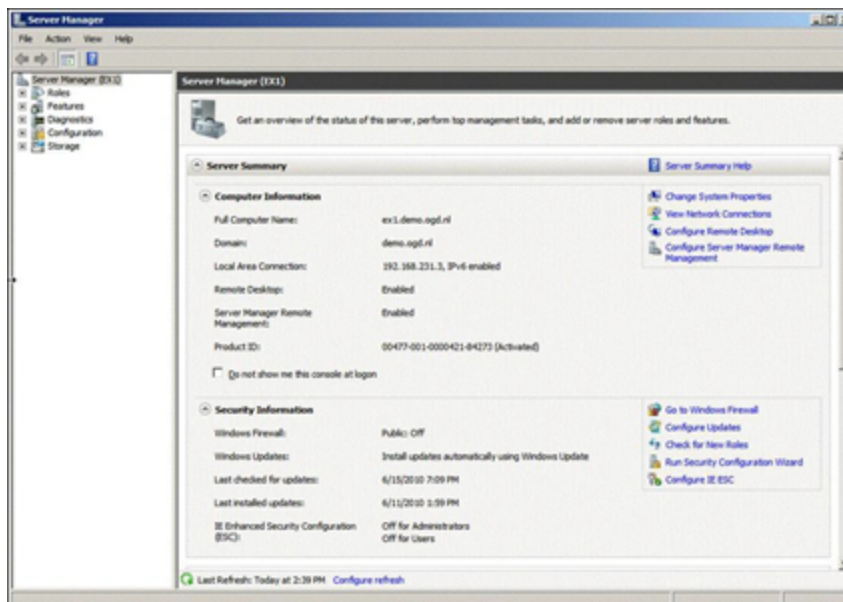 Server Manager
File Action View Help
Server Manager (EX1)
Roles
Features
Diagnostics
Configuration
Storage
Server Manager (EX1)
Get an overview of the status of this server, perform top management tasks, and add or remove server roles and features.
Server Summary
Server Summary Help
Computer Information
Full Computer Name: ex1.demo.ogd.nl
Domain: demo.ogd.nl
Local Area Connection: 192.168.231.3, IPv6 enabled
Remote Desktop: Enabled
Server Manager Remote Management: Enabled
Product ID: 00477-001-0000421-84273 (Activated)
Do not show me this console at logon
Change System Properties
View Network Connections
Configure Remote Desktop
Configure Server Manager Remote
Management
Security Information
Windows Firewall: Public: Off
Windows Updates: Install updates automatically using Windows Update
Last checked for updates: 6/15/2010 7:09 PM
Last installed updates: 6/11/2010 1:59 PM
IE Enhanced Security Configuration Off for Administrators
(ESC): Off for Users
Go to Windows Firewall
Configure Updates
Check for New Roles
Run Security Configuration Wizard
Configure IE ESC
Last Refresh: Today at 2:39 PM Configure refresh